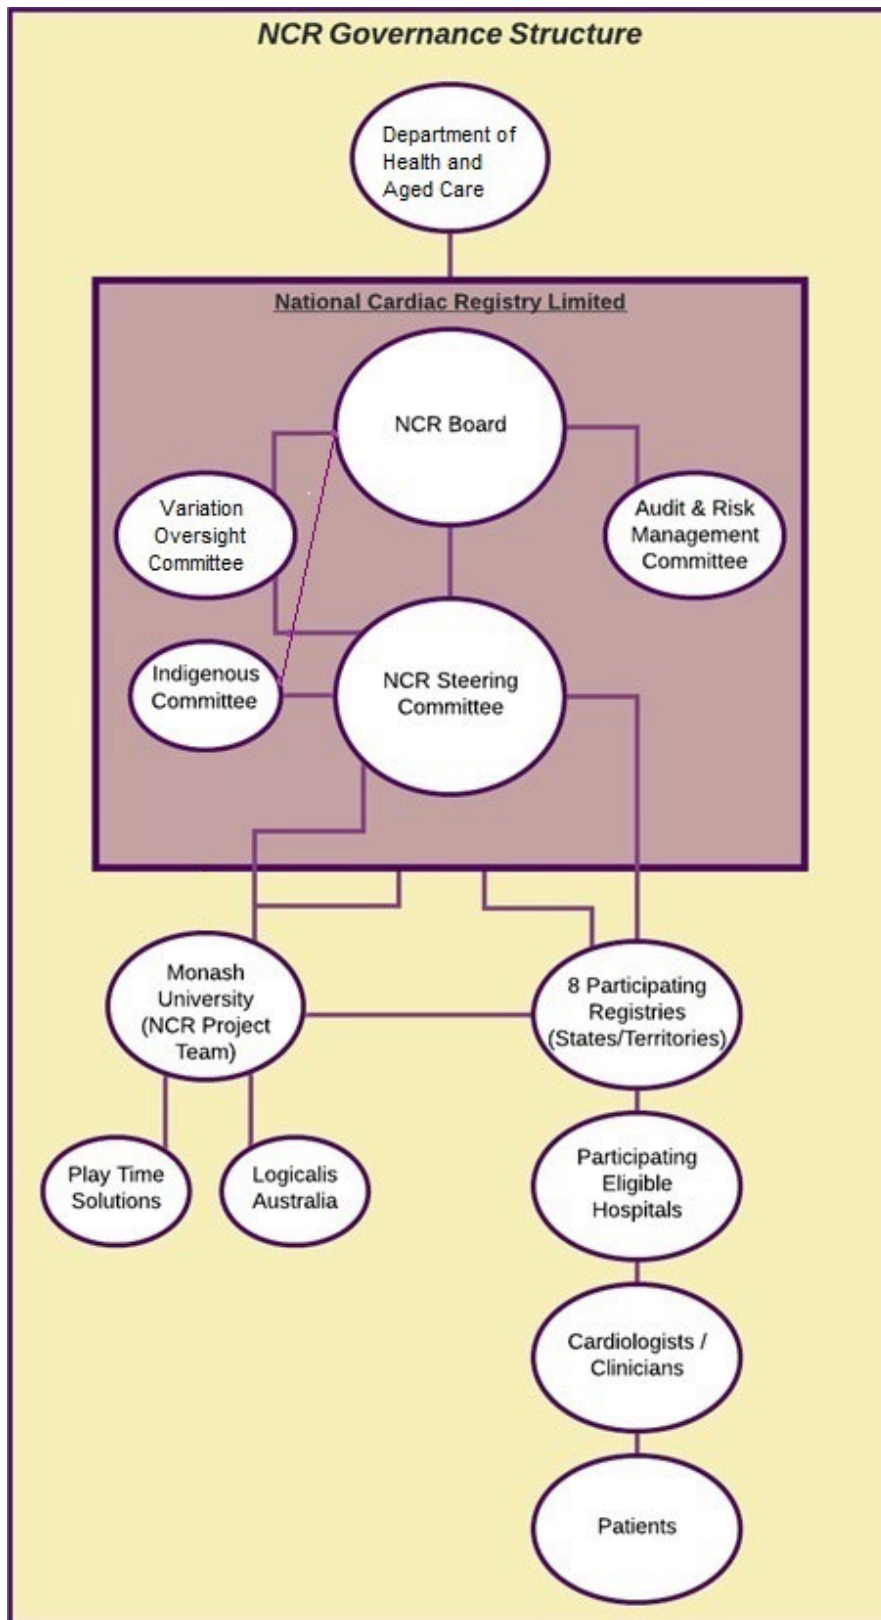 NCR Governance Structure
Department of
Health and
Aged Care
National Cardiac Registry Limited
NCR Board
Variation
Oversight
Committee
Audit & Risk
Management
Committee
Indigenous
Committee
NCR Steering
Committee
Monash
University
(NCR Project
Team)
8 Participating
Registries
(States/Territories)
Play Time
Solutions
Logicalis
Australia
Participating
Eligible
Hospitals
Cardiologists /
Clinicians
Patients